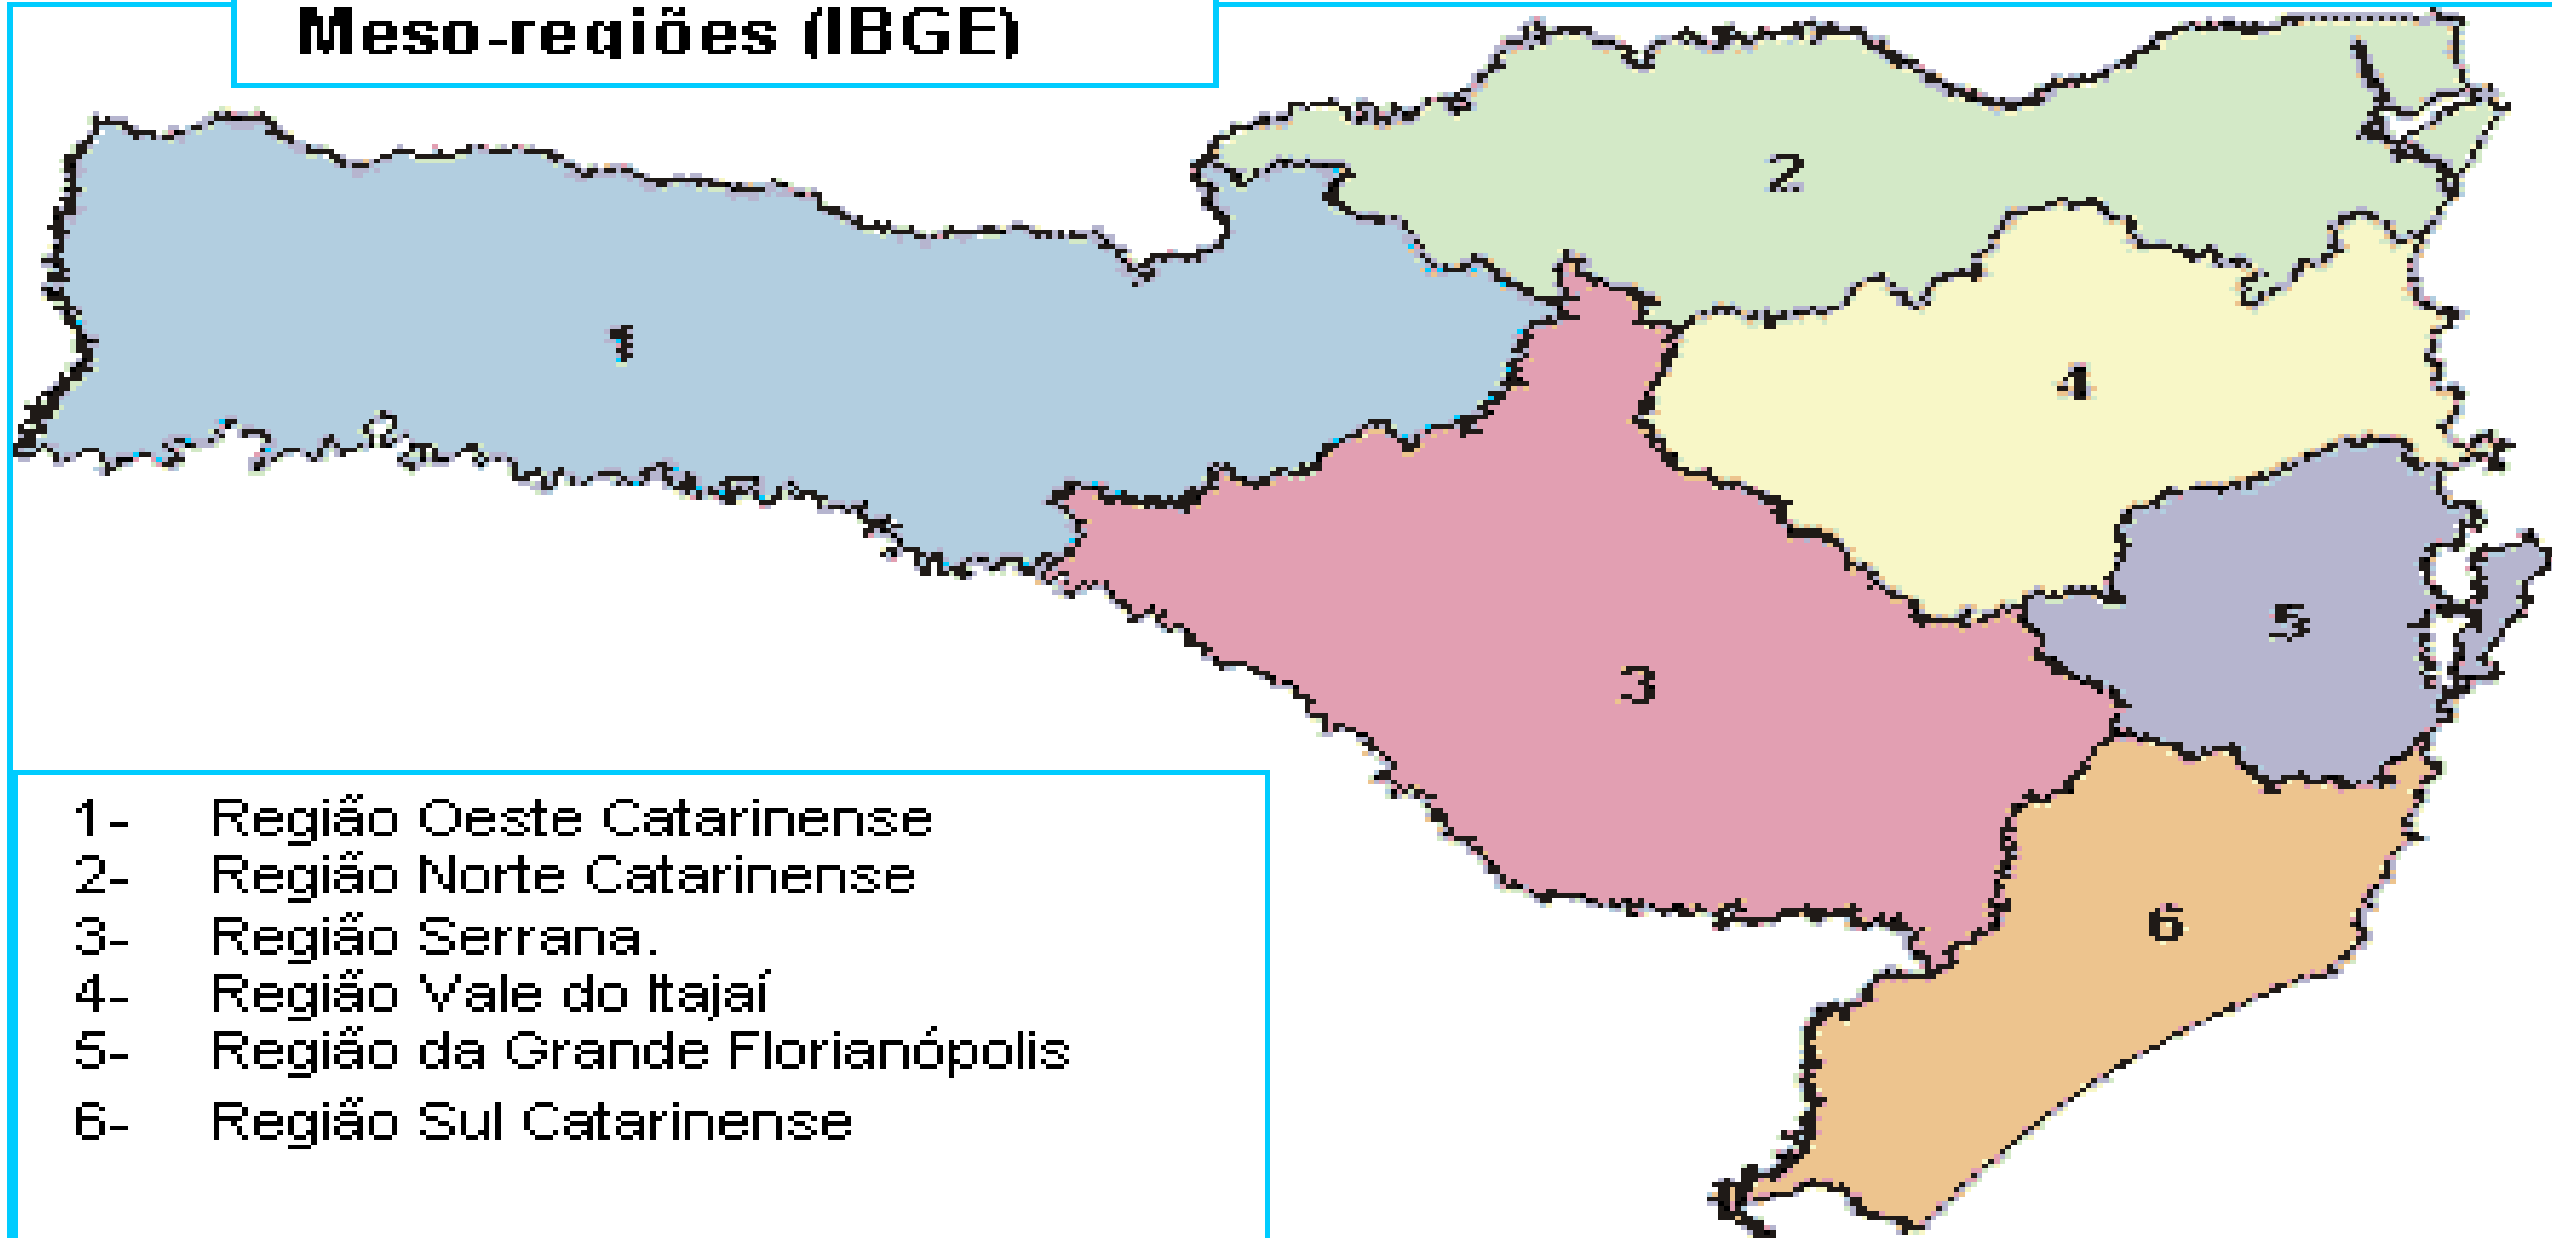 Meso-regiões (IBGE)
2
1
4
5
3
6
1- Região Oeste Catarinense
2- Região Norte Catarinense
3- Região Serrana.
4- Região Vale do Itajaí
5- Região da Grande Florianópolis
6- Região Sul Catarinense